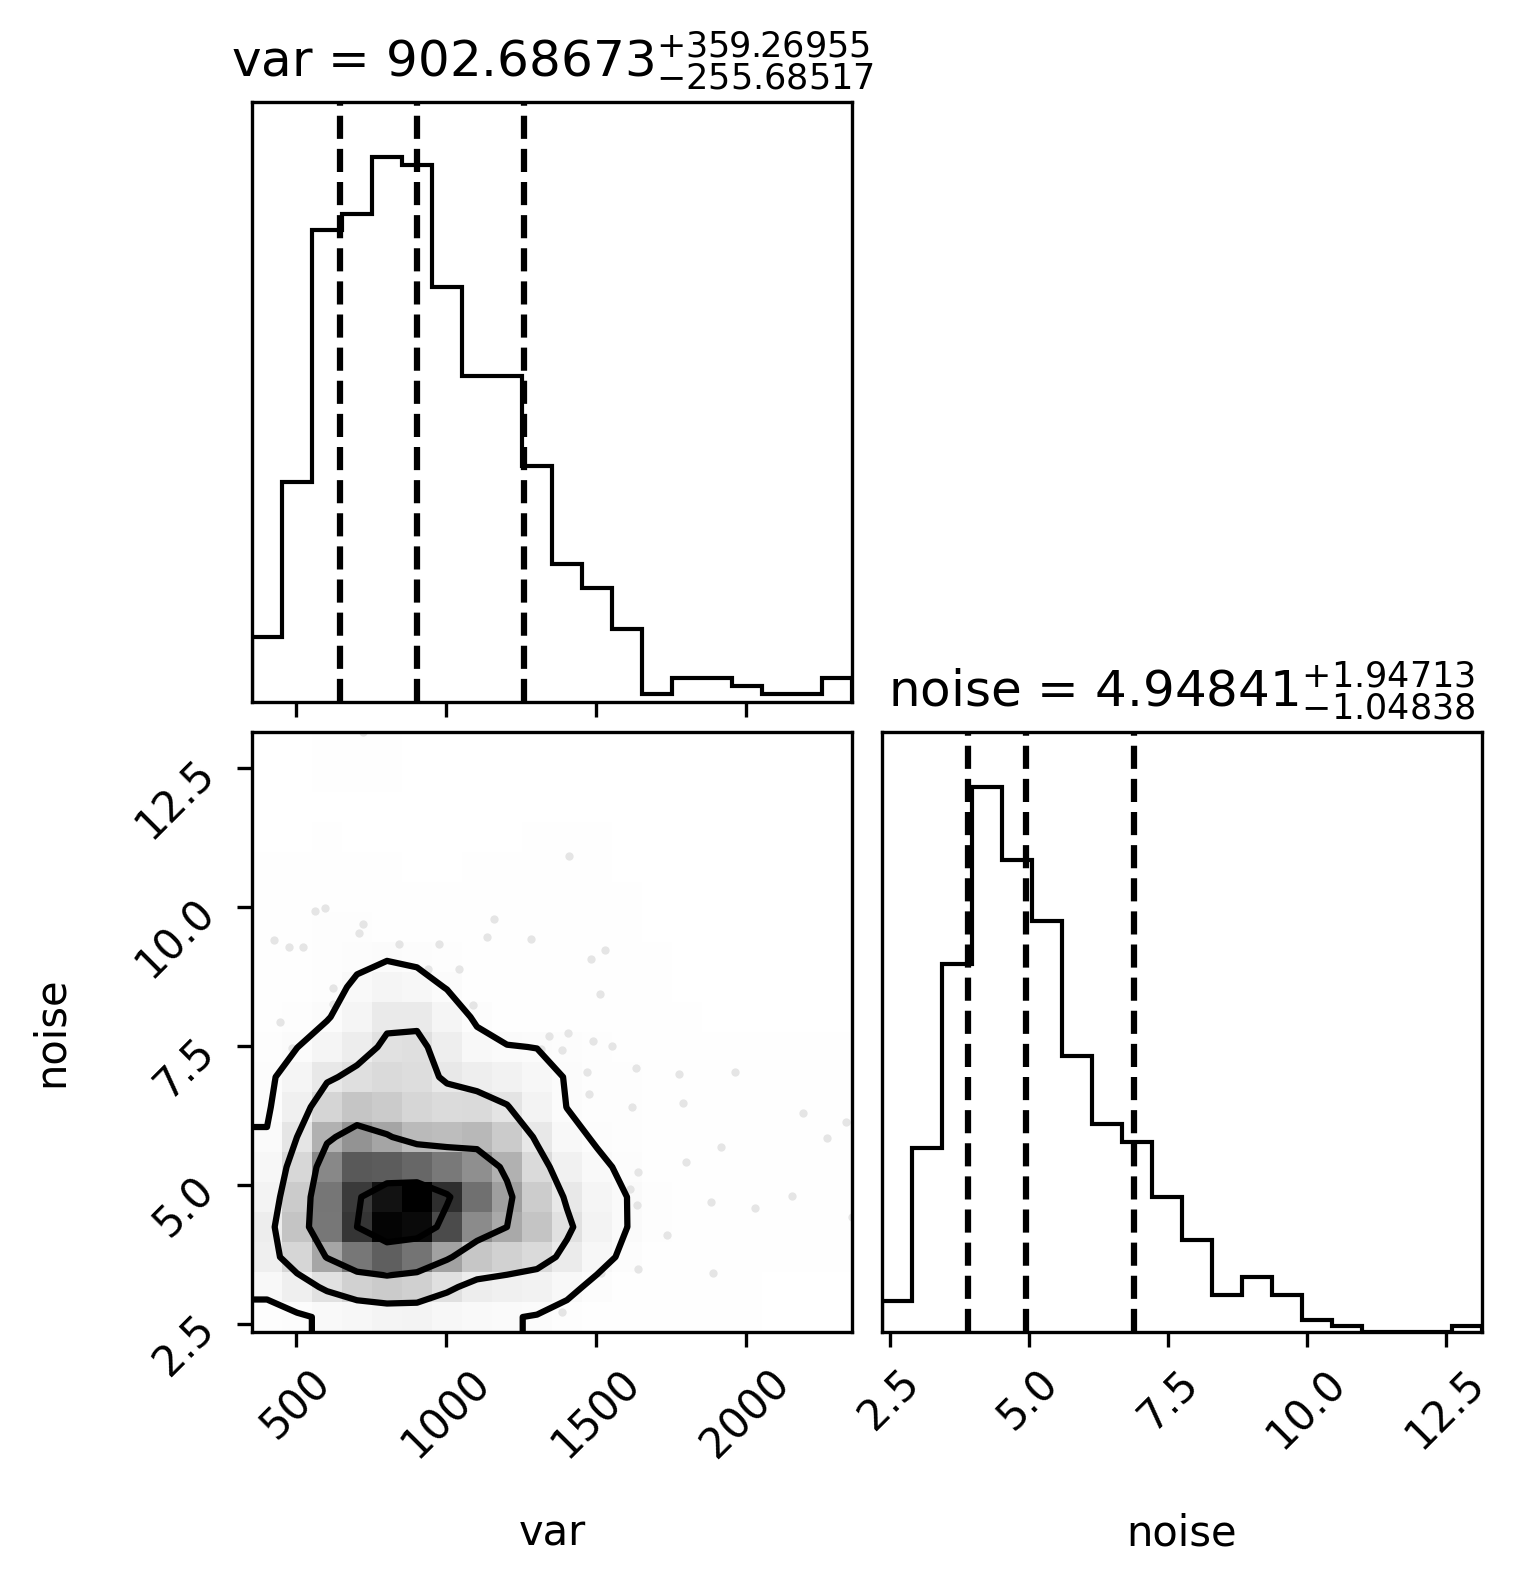 var = 902.68673+359.26955−255.68517
noise = 4.94841+1.94713−1.04838
12.5
10.0
7.5
5.0
2.5
noise
500 1000 1500 2000
2.5 5.0 7.5 10.0 12.5
var
noise